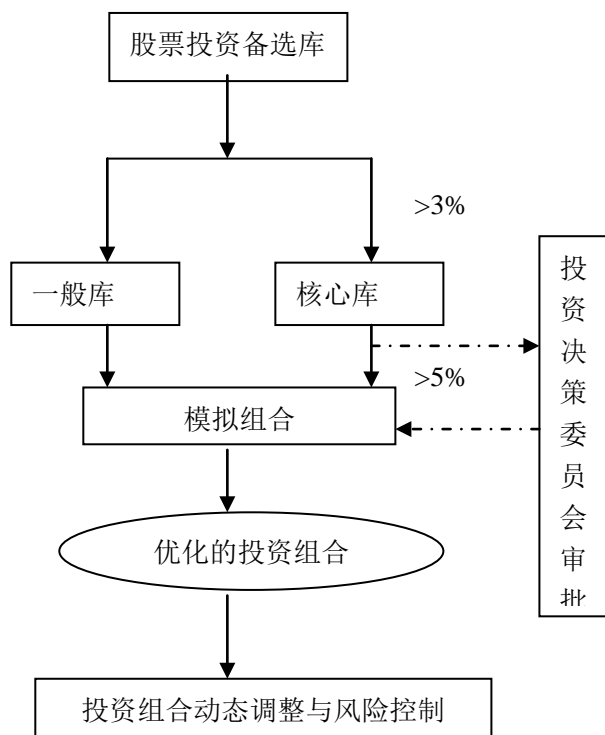 股票投资备选库
>3%
一般库
核心库
>5%
模拟组合
投资决策委员会审批
优化的投资组合
投资组合动态调整与风险控制